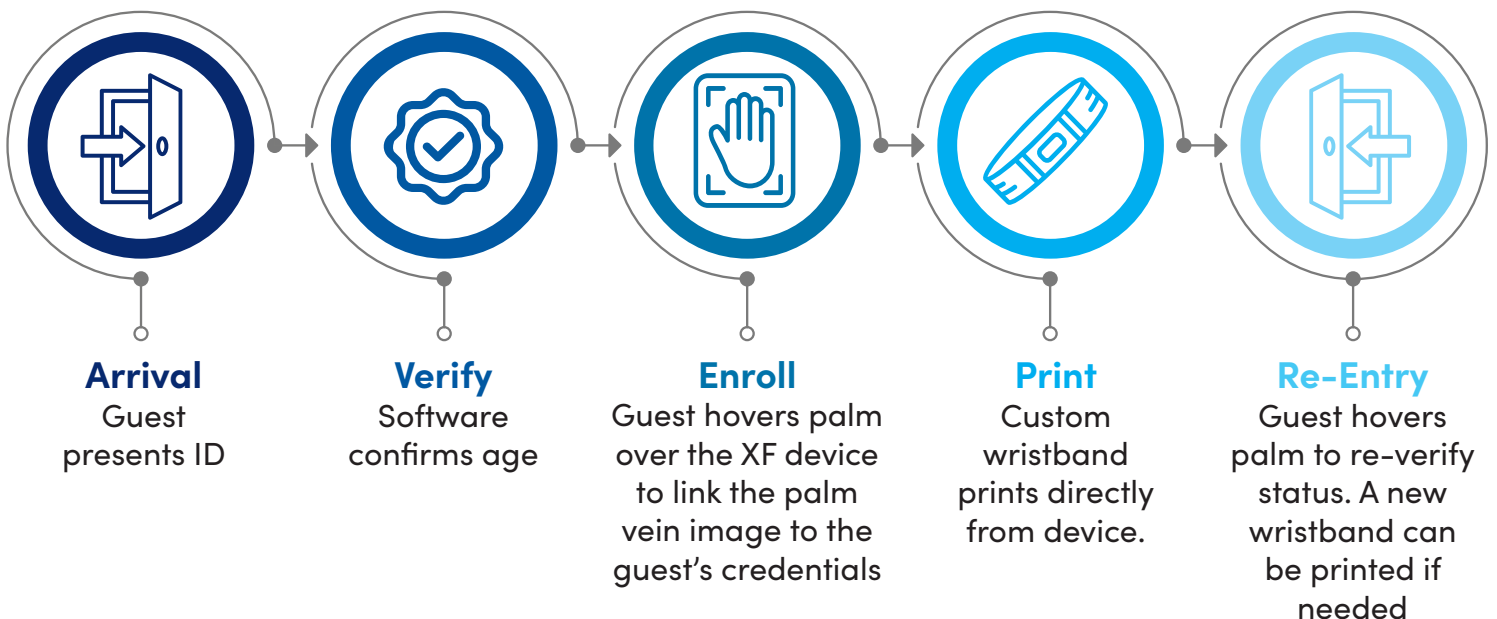 Arrival
Guest
presents ID
Verify
Software
confirms age
Enroll
Guest hovers palm
over the XF device
to link the palm
vein image to the
guest’s credentials
Print
Custom
wristband
prints directly
from device.
Re-Entry
Guest hovers
palm to re-verify
status. A new
wristband can
be printed if
needed